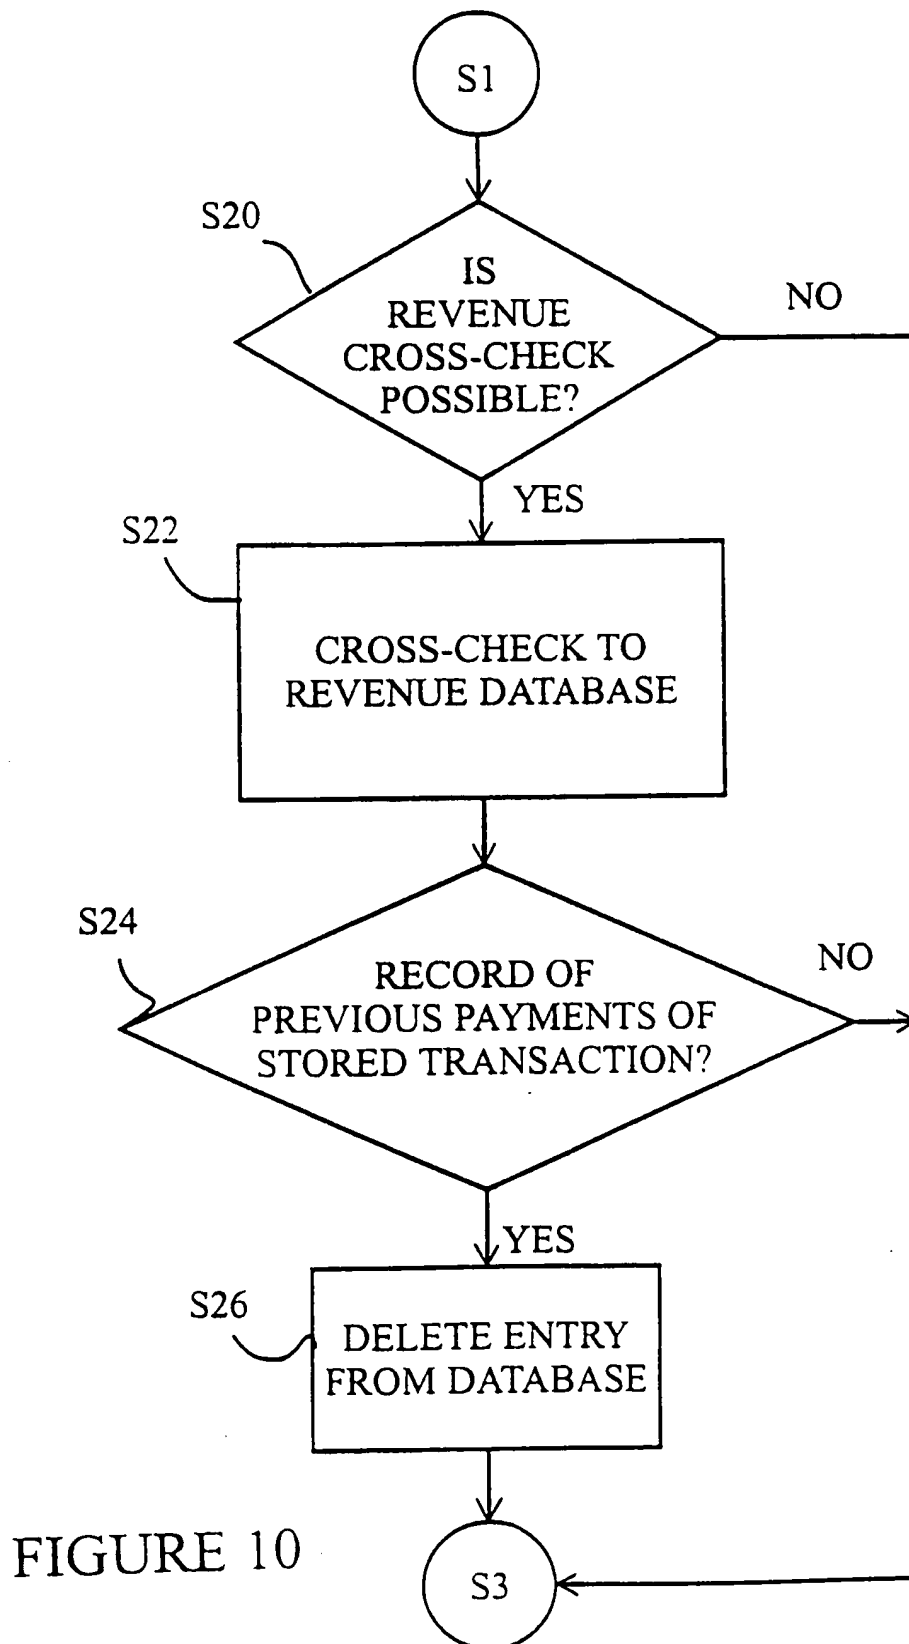 S1
S20
IS
REVENUE
CROSS-CHECK
POSSIBLE?
NO
YES
S22
CROSS-CHECK TO
REVENUE DATABASE
S24
RECORD OF
PREVIOUS PAYMENTS OF
STORED TRANSACTION?
NO
YES
S26
DELETE ENTRY
FROM DATABASE
FIGURE 10
S3